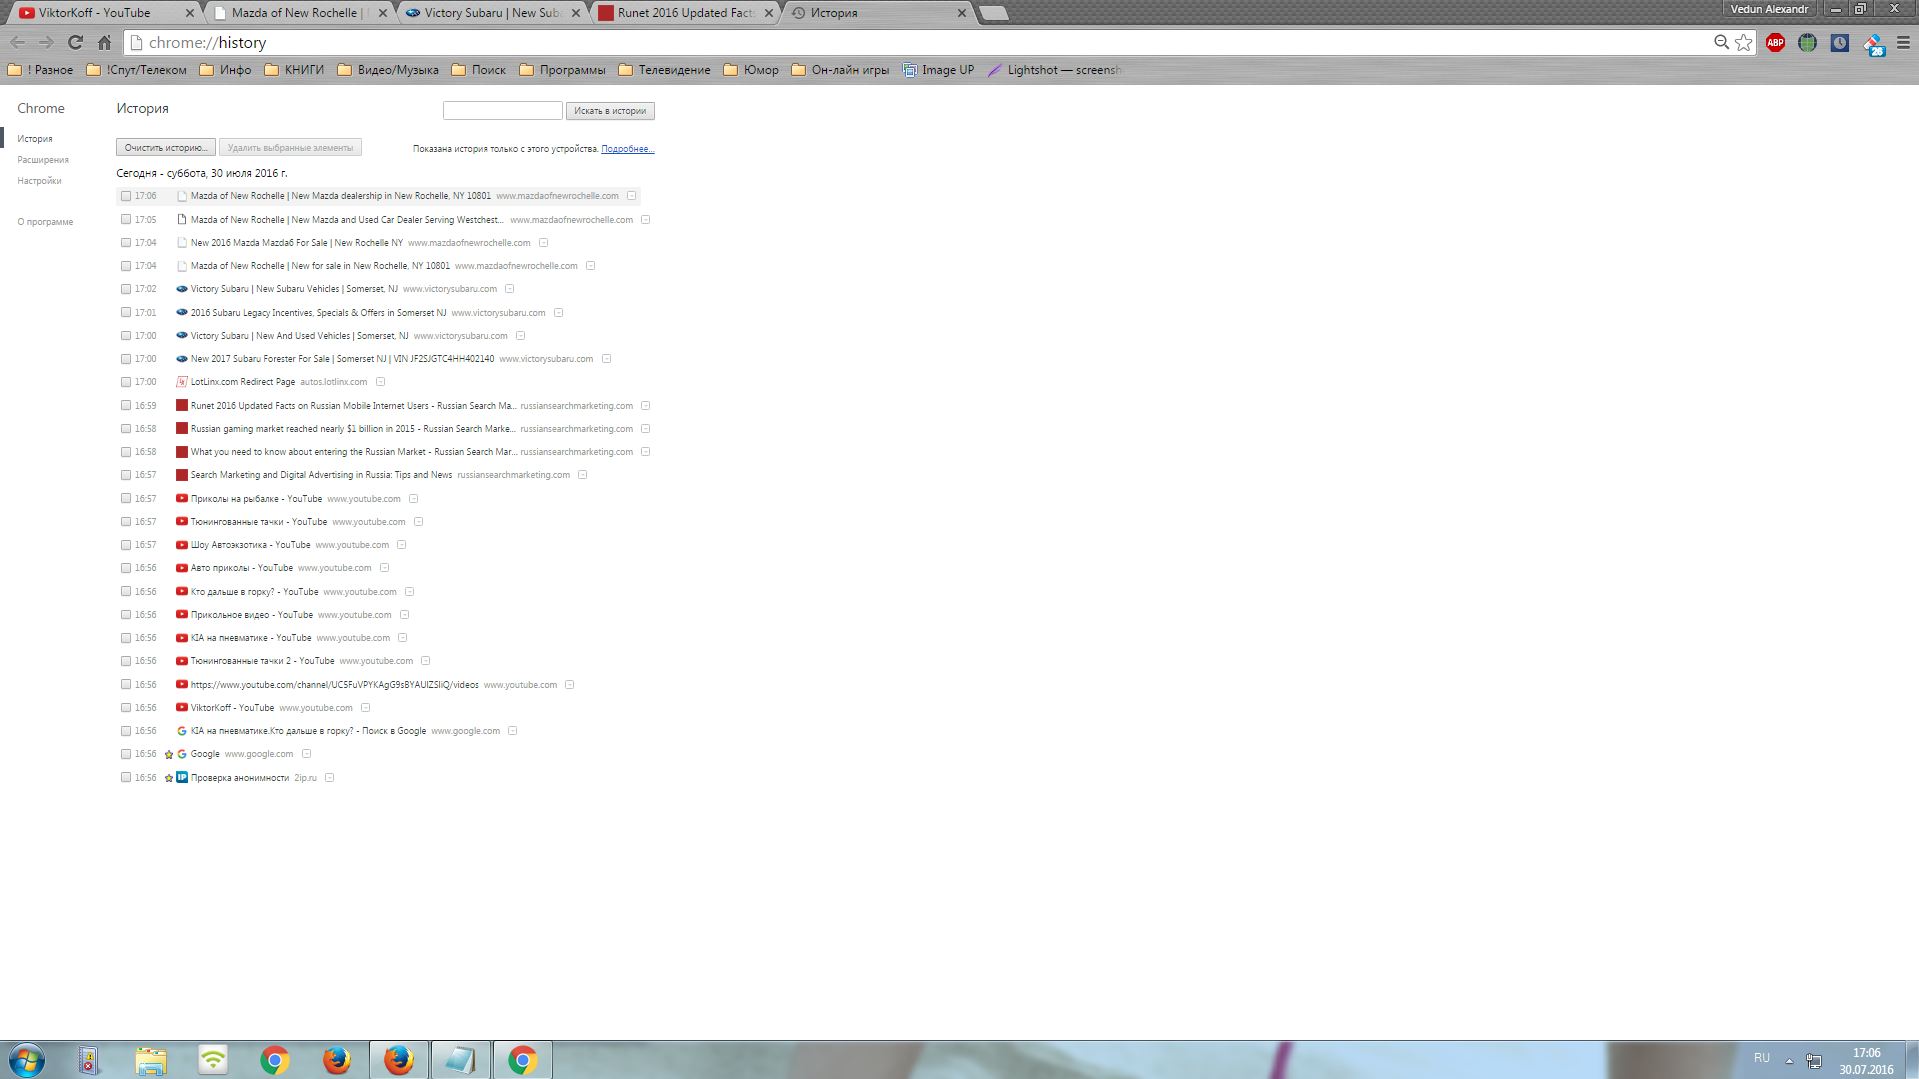 ViktorKoff - YouTube
Mazda of New Rochelle |
Victory Subaru | New Suba
Runet 2016 Updated Facts
История
Vedun Alexandr
chrome://history
ABP
26
! Разное
!Спут/Телеком
Инфо
КНИГИ
Видео/Музыка
Поиск
Программы
Телевидение
Юмор
Он-лайн игры
Image UP
Lightshot — screensh
Chrome
История
Искать в истории
История
Расширения
Настройки
О программе
Очистить историю...
Удалить выбранные элементы
Показана история только с этого устройства. Подробнее...
Сегодня - суббота, 30 июля 2016 г.
17:06 Mazda of New Rochelle | New Mazda dealership in New Rochelle, NY 10801 www.mazdaofnewrochelle.com
17:05 Mazda of New Rochelle | New Mazda and Used Car Dealer Serving Westchest... www.mazdaofnewrochelle.com
17:04 New 2016 Mazda Mazda6 For Sale | New Rochelle NY www.mazdaofnewrochelle.com
17:04 Mazda of New Rochelle | New for sale in New Rochelle, NY 10801 www.mazdaofnewrochelle.com
17:02 Victory Subaru | New Subaru Vehicles | Somerset, NJ www.victorysubaru.com
17:01 2016 Subaru Legacy Incentives, Specials & Offers in Somerset NJ www.victorysubaru.com
17:00 Victory Subaru | New And Used Vehicles | Somerset, NJ www.victorysubaru.com
17:00 New 2017 Subaru Forester For Sale | Somerset NJ | VIN JF2SJGTC4HH402140 www.victorysubaru.com
17:00 LotLinx.com Redirect Page autos.lotlinx.com
16:59 Runet 2016 Updated Facts on Russian Mobile Internet Users - Russian Search Ma... russiansearchmarketing.com
16:58 Russian gaming market reached nearly $1 billion in 2015 - Russian Search Marke... russiansearchmarketing.com
16:58 What you need to know about entering the Russian Market - Russian Search Mar... russiansearchmarketing.com
16:57 Search Marketing and Digital Advertising in Russia: Tips and News russiansearchmarketing.com
16:57 Приколы на рыбалке - YouTube www.youtube.com
16:57 Тюнингованные тачки - YouTube www.youtube.com
16:57 Шоу Автоэкзотика - YouTube www.youtube.com
16:56 Авто приколы - YouTube www.youtube.com
16:56 Кто дальше в горку? - YouTube www.youtube.com
16:56 Прикольное видео - YouTube www.youtube.com
16:56 KIA на пневматике - YouTube www.youtube.com
16:56 Тюнингованные тачки 2 - YouTube www.youtube.com
16:56 https://www.youtube.com/channel/UC5FuVPYKAgG9sBYAUIZSliQ/videos www.youtube.com
16:56 ViktorKoff - YouTube www.youtube.com
16:56 KIA на пневматике.Кто дальше в горку? - Поиск в Google www.google.com
16:56 Google www.google.com
16:56 IP Проверка анонимности 2ip.ru
RU
17:06
30.07.2016